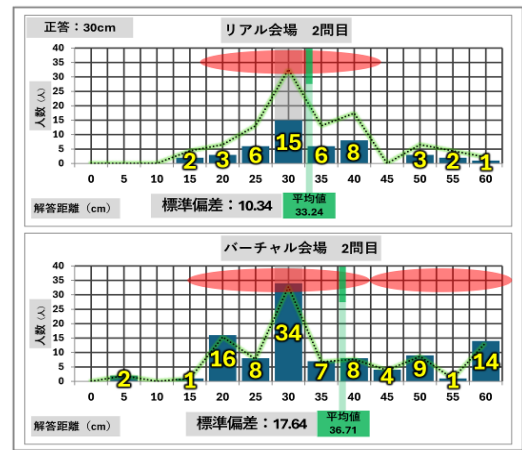 正答：30cm
リアル会場　2問目
人数（人）
40
35
30
25
20
15
10
5
0
2 3 6 15 6 8 3 2 1
0 5 10 15 20 25 30 35 40 45 50 55 60
解答距離（cm）
標準偏差：10.34
平均値
33.24
バーチャル会場　2問目
人数（人）
40
35
30
25
20
15
10
5
0
2 1 16 8 34 7 8 4 9 1 14
0 5 10 15 20 25 30 35 40 45 50 55 60
解答距離（cm）
標準偏差：17.64
平均値
36.71